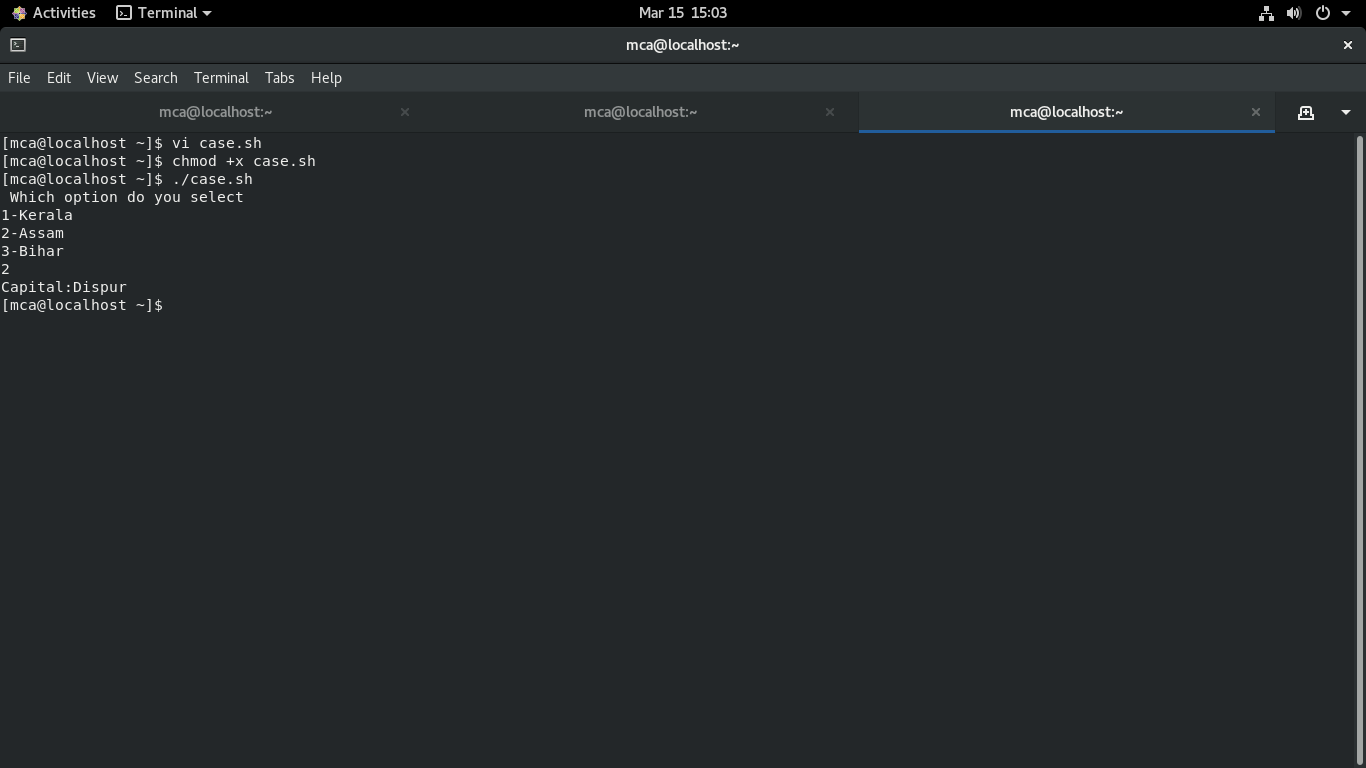 Activities Terminal Mar 15 15:03
mca@localhost:~
File Edit View Search Terminal Tabs Help
mca@localhost:~ mca@localhost:~ mca@localhost:~
[mca@localhost ~]$ vi case.sh
[mca@localhost ~]$ chmod +x case.sh
[mca@localhost ~]$ ./case.sh
 Which option do you select
1-Kerala
2-Assam
3-Bihar
2
Capital:Dispur
[mca@localhost ~]$